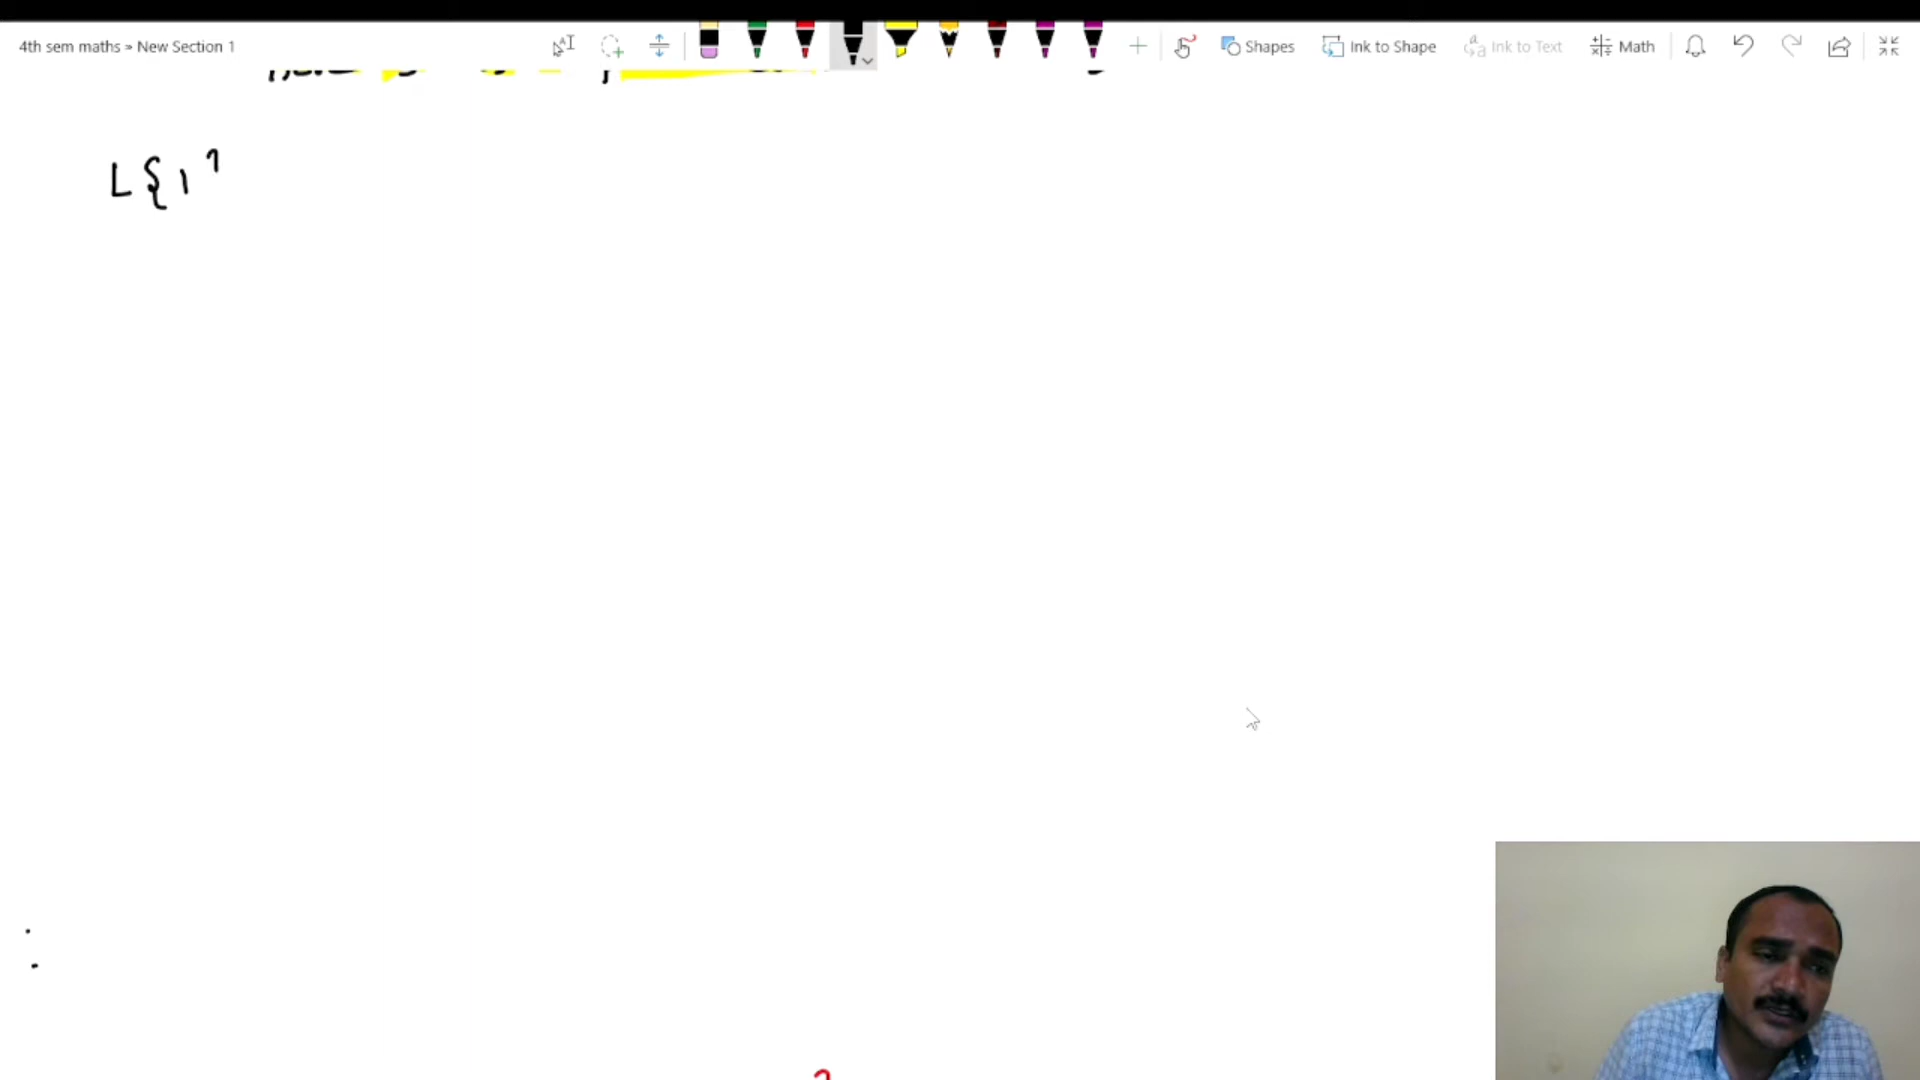 4th sem maths » New Section 1
Shapes
Ink to Shape
Ink to Text
Math
L{1